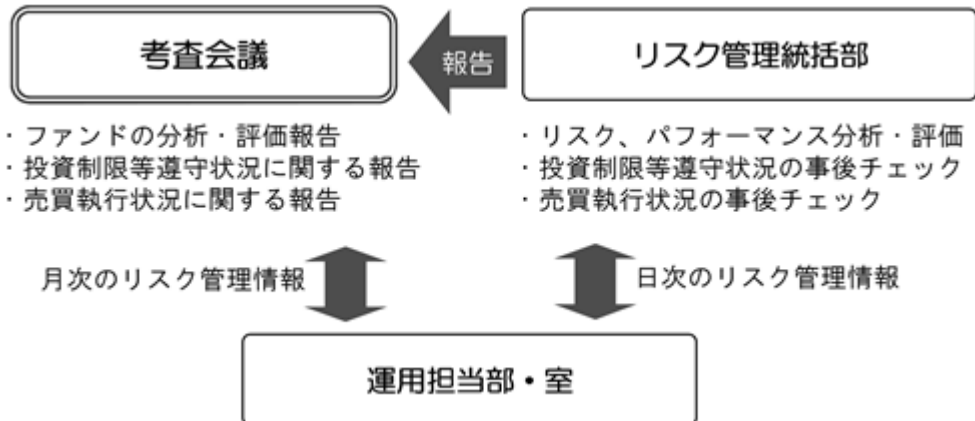 考査会議
報告
リスク管理統括部
・ファンドの分析・評価報告
・投資制限等遵守状況に関する報告
・売買執行状況に関する報告
・リスク、パフォーマンス分析・評価
・投資制限等遵守状況の事後チェック
・売買執行状況の事後チェック
月次のリスク管理情報
日次のリスク管理情報
運用担当部・室